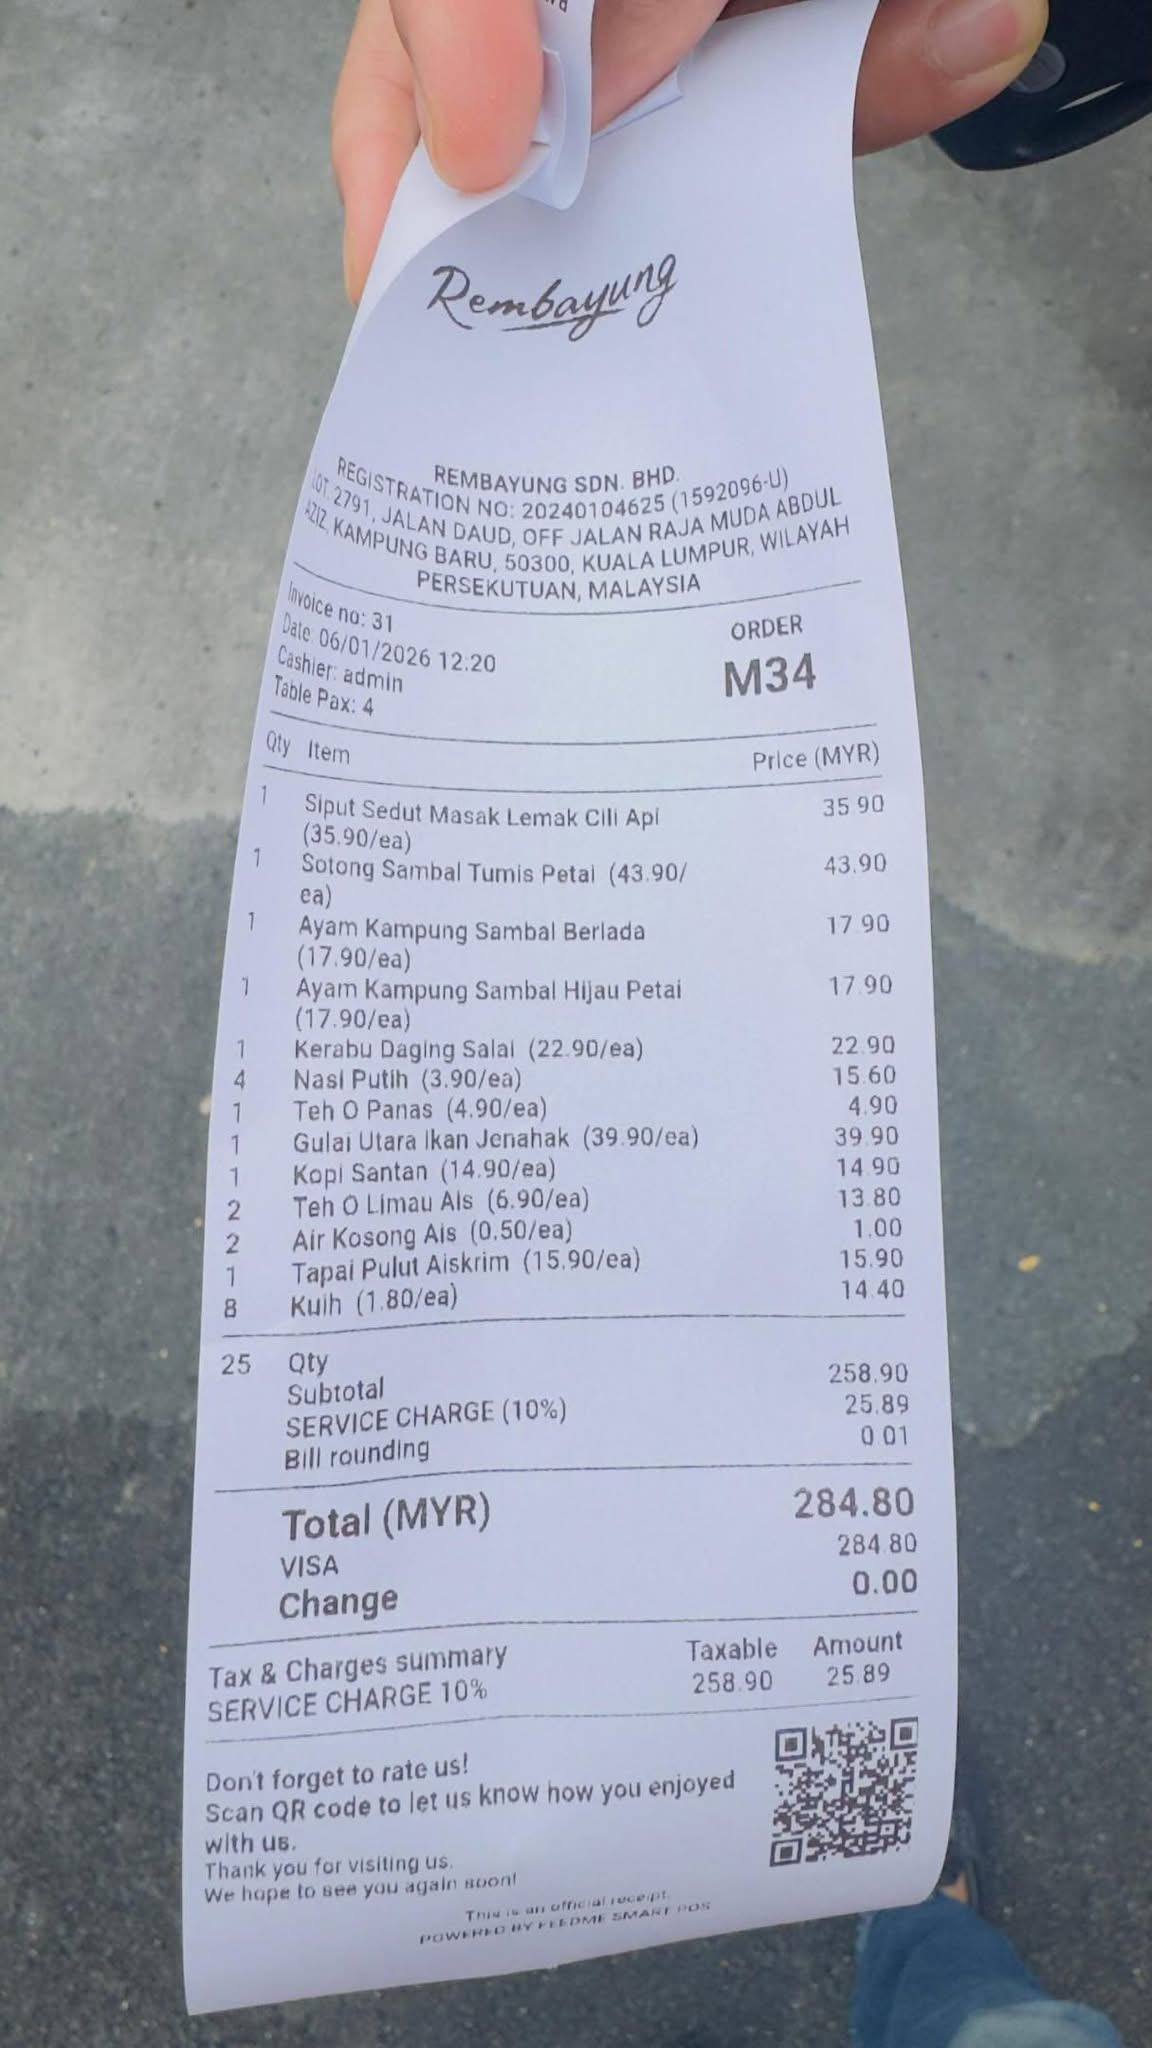 Rembayung
REMBAYUNG SDN. BHD.
REGISTRATION NO: 20240104625 (1592096-U)
LOT. 2791, JALAN DAUD, OFF JALAN RAJA MUDA ABDUL
AZIZ, KAMPUNG BARU, 50300, KUALA LUMPUR, WILAYAH
PERSEKUTUAN, MALAYSIA
Invoice no: 31
Date: 06/01/2026 12:20
Cashier: admin
Table Pax: 4
ORDER
M34
Qty Item Price (MYR)
1 Siput Sedut Masak Lemak Cili Api 35.90
(35.90/ea)
1 Sotong Sambal Tumis Petai (43.90/ 43.90
ea)
1 Ayam Kampung Sambal Berlada 17.90
(17.90/ea)
1 Ayam Kampung Sambal Hijau Petai 17.90
(17.90/ea)
1 Kerabu Daging Salai (22.90/ea) 22.90
4 Nasi Putih (3.90/ea) 15.60
1 Teh O Panas (4.90/ea) 4.90
1 Gulai Utara Ikan Jenahak (39.90/ea) 39.90
1 Kopi Santan (14.90/ea) 14.90
2 Teh O Limau Ais (6.90/ea) 13.80
2 Air Kosong Ais (0.50/ea) 1.00
1 Tapai Pulut Aiskrim (15.90/ea) 15.90
8 Kuih (1.80/ea) 14.40
25 Qty
Subtotal 258.90
SERVICE CHARGE (10%) 25.89
Bill rounding 0.01
Total (MYR) 284.80
VISA 284.80
Change 0.00
Tax & Charges summary Taxable Amount
SERVICE CHARGE 10% 258.90 25.89
Don't forget to rate us!
Scan QR code to let us know how you enjoyed
with us.
Thank you for visiting us.
We hope to see you again soon!
This is an official receipt.
POWERED BY FEEDME SMART POS